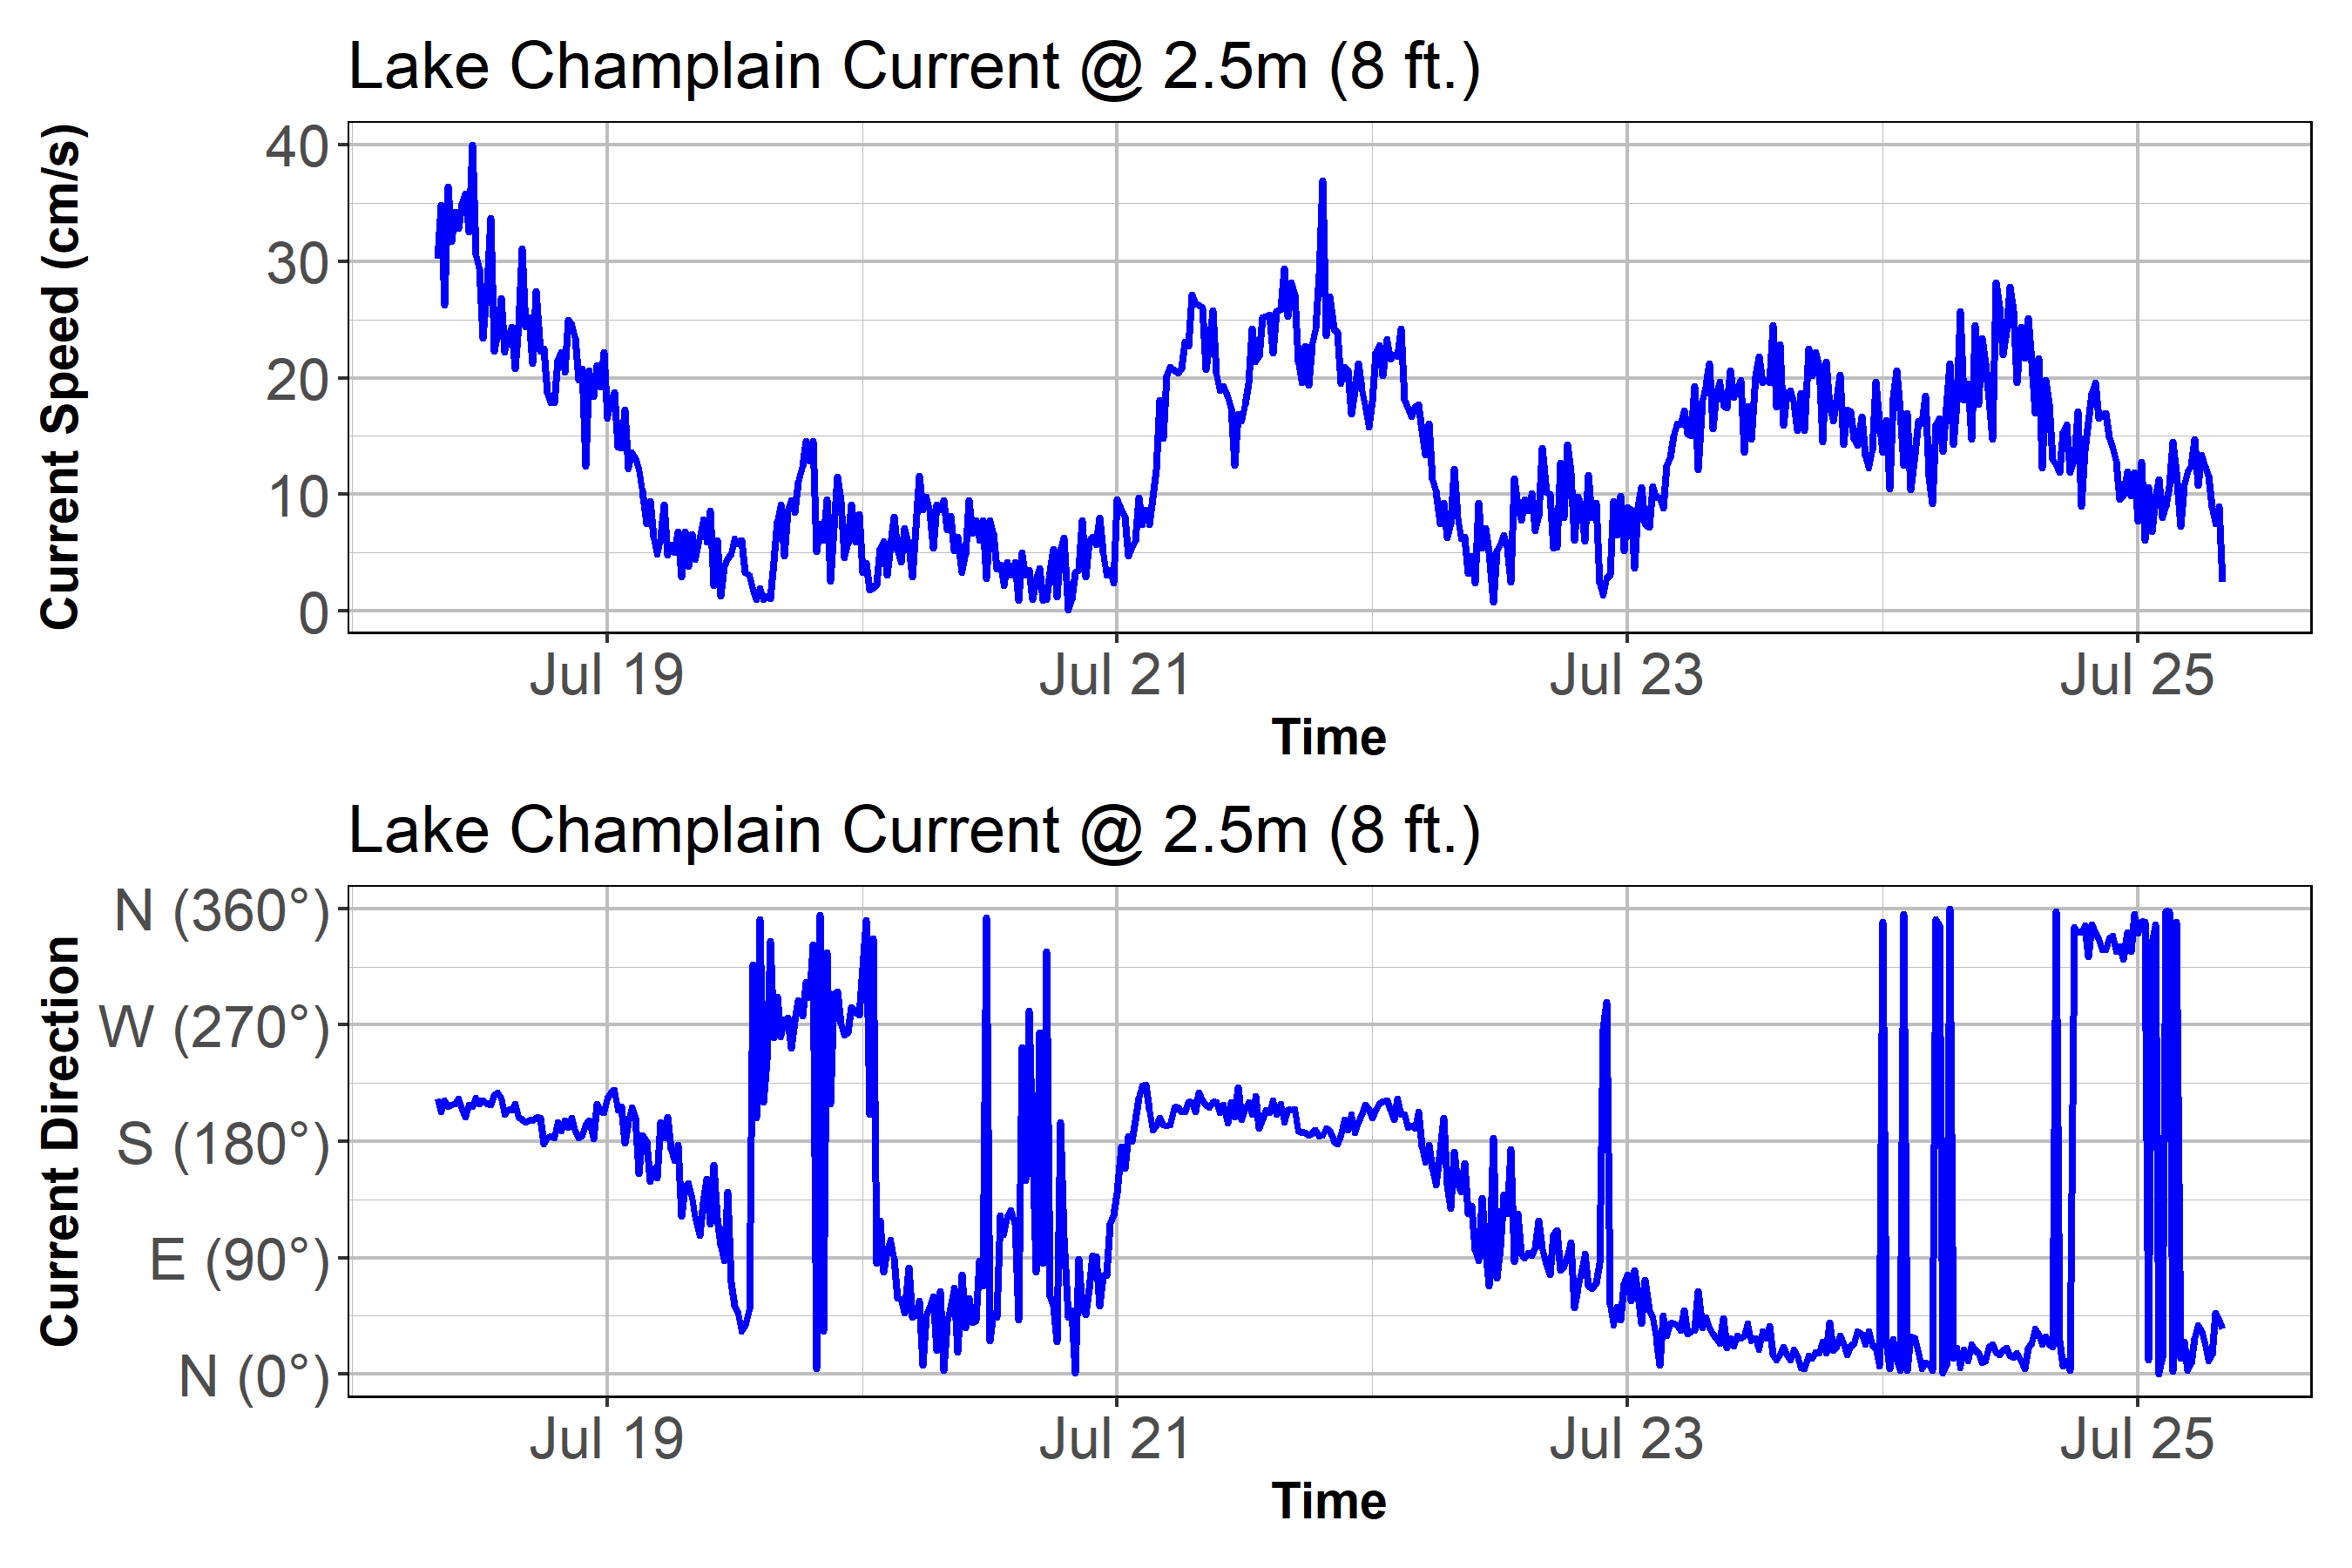 Lake Champlain Current @ 2.5m (8 ft.)
Current Speed (cm/s)
40
30
20
10
0
Jul 19 Jul 21 Jul 23 Jul 25
Time
Lake Champlain Current @ 2.5m (8 ft.)
Current Direction
N (360°)
W (270°)
S (180°)
E (90°)
N (0°)
Jul 19 Jul 21 Jul 23 Jul 25
Time